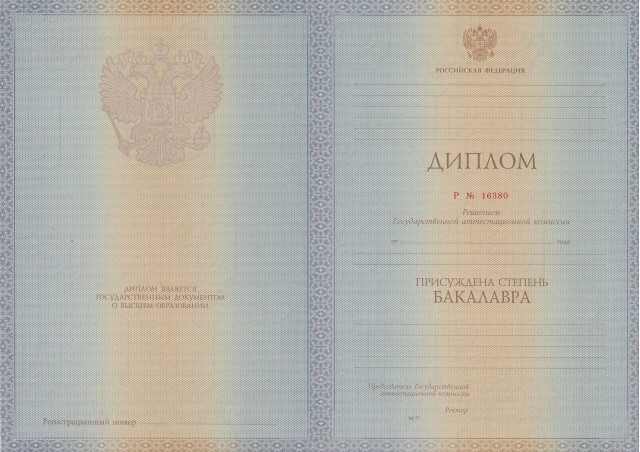 ДИПЛОМ ЯВЛЯЕТСЯ
ГОСУДАРСТВЕННЫМ ДОКУМЕНТОМ
О ВЫСШЕМ ОБРАЗОВАНИИ
Регистрационный номер
РОССИЙСКАЯ ФЕДЕРАЦИЯ
ДИПЛОМ
Р № 16380
Решением
Государственной аттестационной комиссии
от
года
ПРИСУЖДЕНА СТЕПЕНЬ
БАКАЛАВРА
Председатель Государственной
аттестационной комиссии
Ректор
М.П.